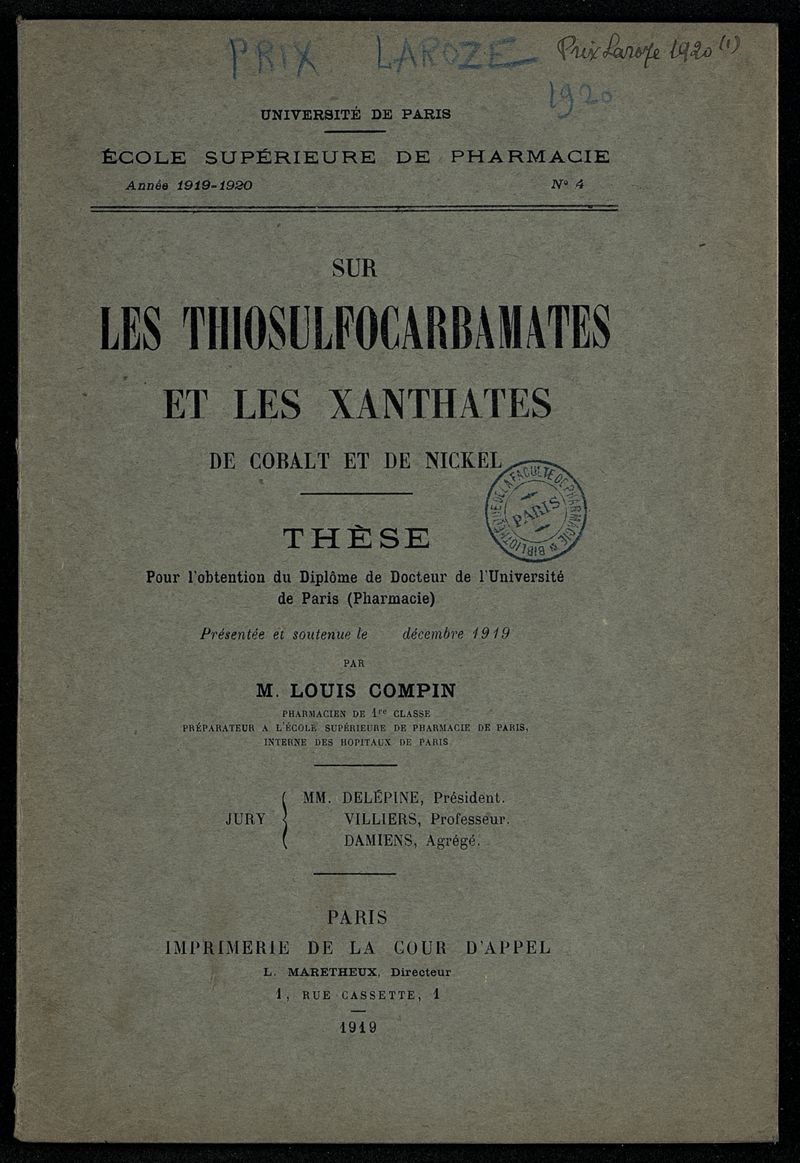 PRIX LAROZE
Prix Laroze 1920 (1)
1920
UNIVERSITÉ DE PARIS
ÉCOLE SUPÉRIEURE DE PHARMACIE
Année 1919-1920 N° 4
SUR
LES THIOSULFOCARBAMATES
ET LES XANTHATES
DE COBALT ET DE NICKEL
BIBLIOTHÈQUE DE LA FACULTÉ DE PHARMACIE
PARIS
THÈSE
Pour l'obtention du Diplôme de Docteur de l'Université
de Paris (Pharmacie)
Présentée et soutenue le décembre 1919
PAR
M. LOUIS COMPIN
PHARMACIEN DE 1re CLASSE
PRÉPARATEUR A L'ÉCOLE SUPÉRIEURE DE PHARMACIE DE PARIS,
INTERNE DES HOPITAUX DE PARIS
MM. DELÉPINE, Président.
JURY VILLIERS, Professeur.
DAMIENS, Agrégé.
PARIS
IMPRIMERIE DE LA COUR D'APPEL
L. MARETHEUX, Directeur
1, RUE CASSETTE, 1
1919